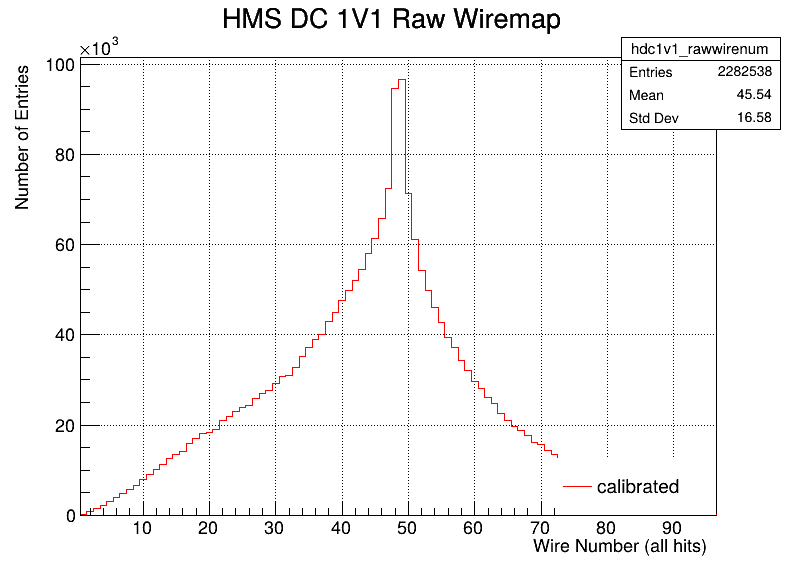 HMS DC 1V1 Raw Wiremap
×10³
hdc1v1_rawwirenum
Entries 2282538
Mean 45.54
Std Dev 16.58
Number of Entries
100
80
60
40
20
0
calibrated
10 20 30 40 50 60 70 80 90
Wire Number (all hits)